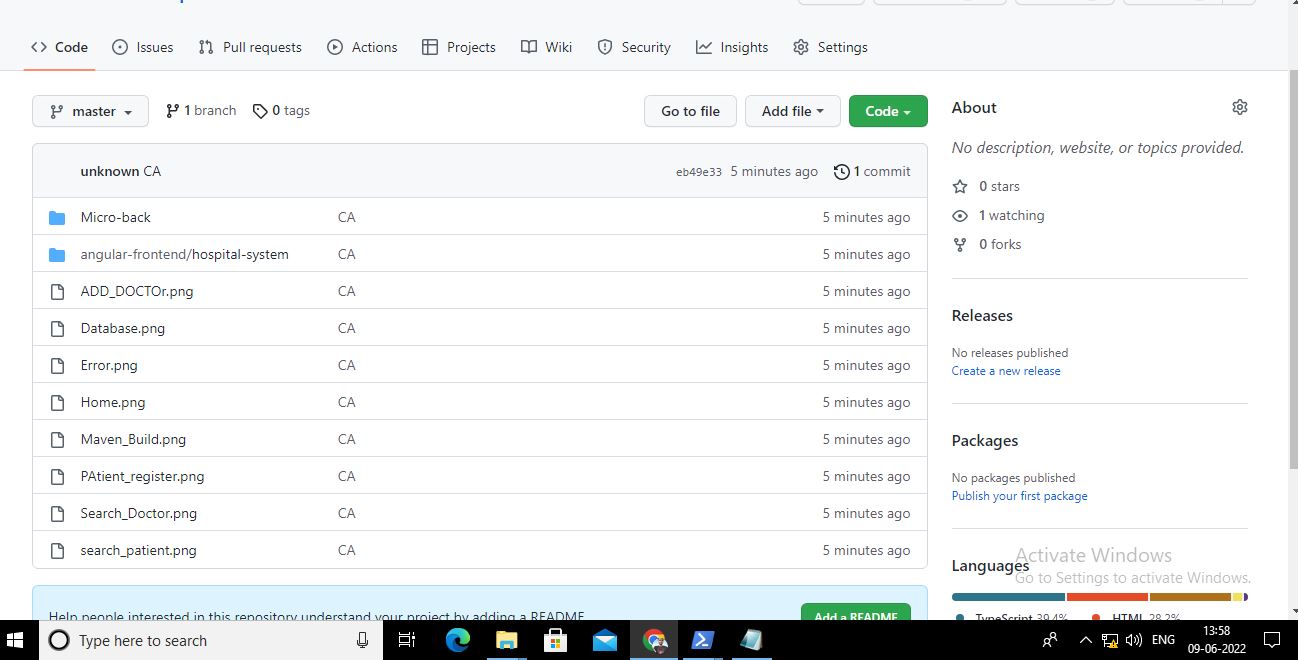 Code Issues Pull requests Actions Projects Wiki Security Insights Settings
master 1 branch 0 tags Go to file Add file Code
unknown CA eb49e33 5 minutes ago 1 commit
Micro-back CA 5 minutes ago
angular-frontend/hospital-system CA 5 minutes ago
ADD_DOCTOr.png CA 5 minutes ago
Database.png CA 5 minutes ago
Error.png CA 5 minutes ago
Home.png CA 5 minutes ago
Maven_Build.png CA 5 minutes ago
PAtient_register.png CA 5 minutes ago
Search_Doctor.png CA 5 minutes ago
search_patient.png CA 5 minutes ago
Help people interested in this repository understand your project by adding a README. Add a README
About
No description, website, or topics provided.
0 stars
1 watching
0 forks
Releases
No releases published
Create a new release
Packages
No packages published
Publish your first package
Languages
TypeScript 39.4% HTML 28.2%
Activate Windows
Go to Settings to activate Windows.
Type here to search ENG 13:58
09-06-2022